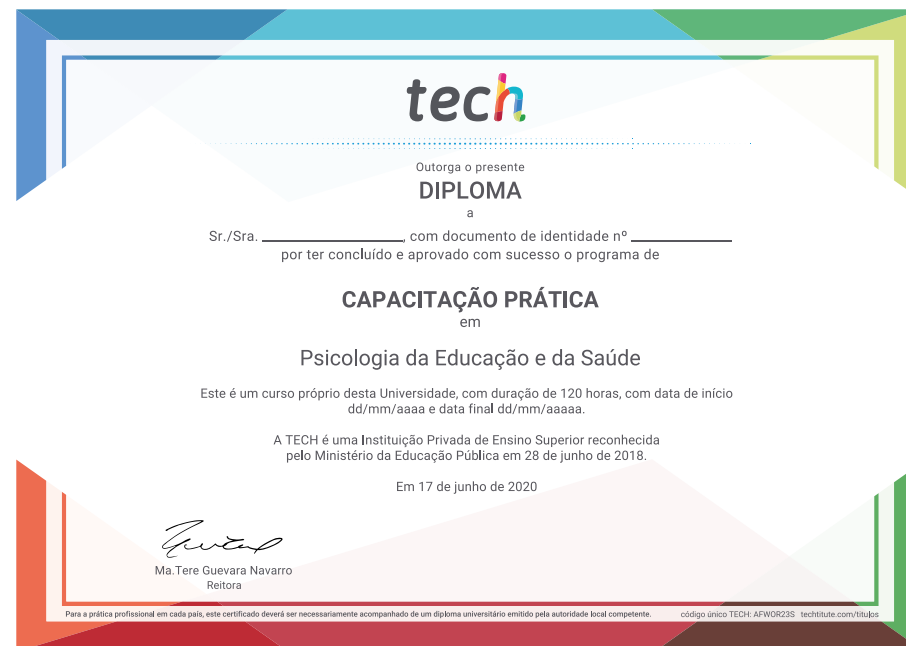 tech
Outorga o presente
DIPLOMA
a
Sr./Sra. ________________, com documento de identidade nº ____________
por ter concluído e aprovado com sucesso o programa de
CAPACITAÇÃO PRÁTICA
em
Psicologia da Educação e da Saúde
Este é um curso próprio desta Universidade, com duração de 120 horas, com data de início
dd/mm/aaaa e data final dd/mm/aaaaa.
A TECH é uma Instituição Privada de Ensino Superior reconhecida
pelo Ministério da Educação Pública em 28 de junho de 2018.
Em 17 de junho de 2020
Ma.Tere Guevara Navarro
Reitora
Para a prática profissional em cada país, este certificado deverá ser necessariamente acompanhado de um diploma universitário emitido pela autoridade local competente. código único TECH: AFWOR23S techtitute.com/titulos